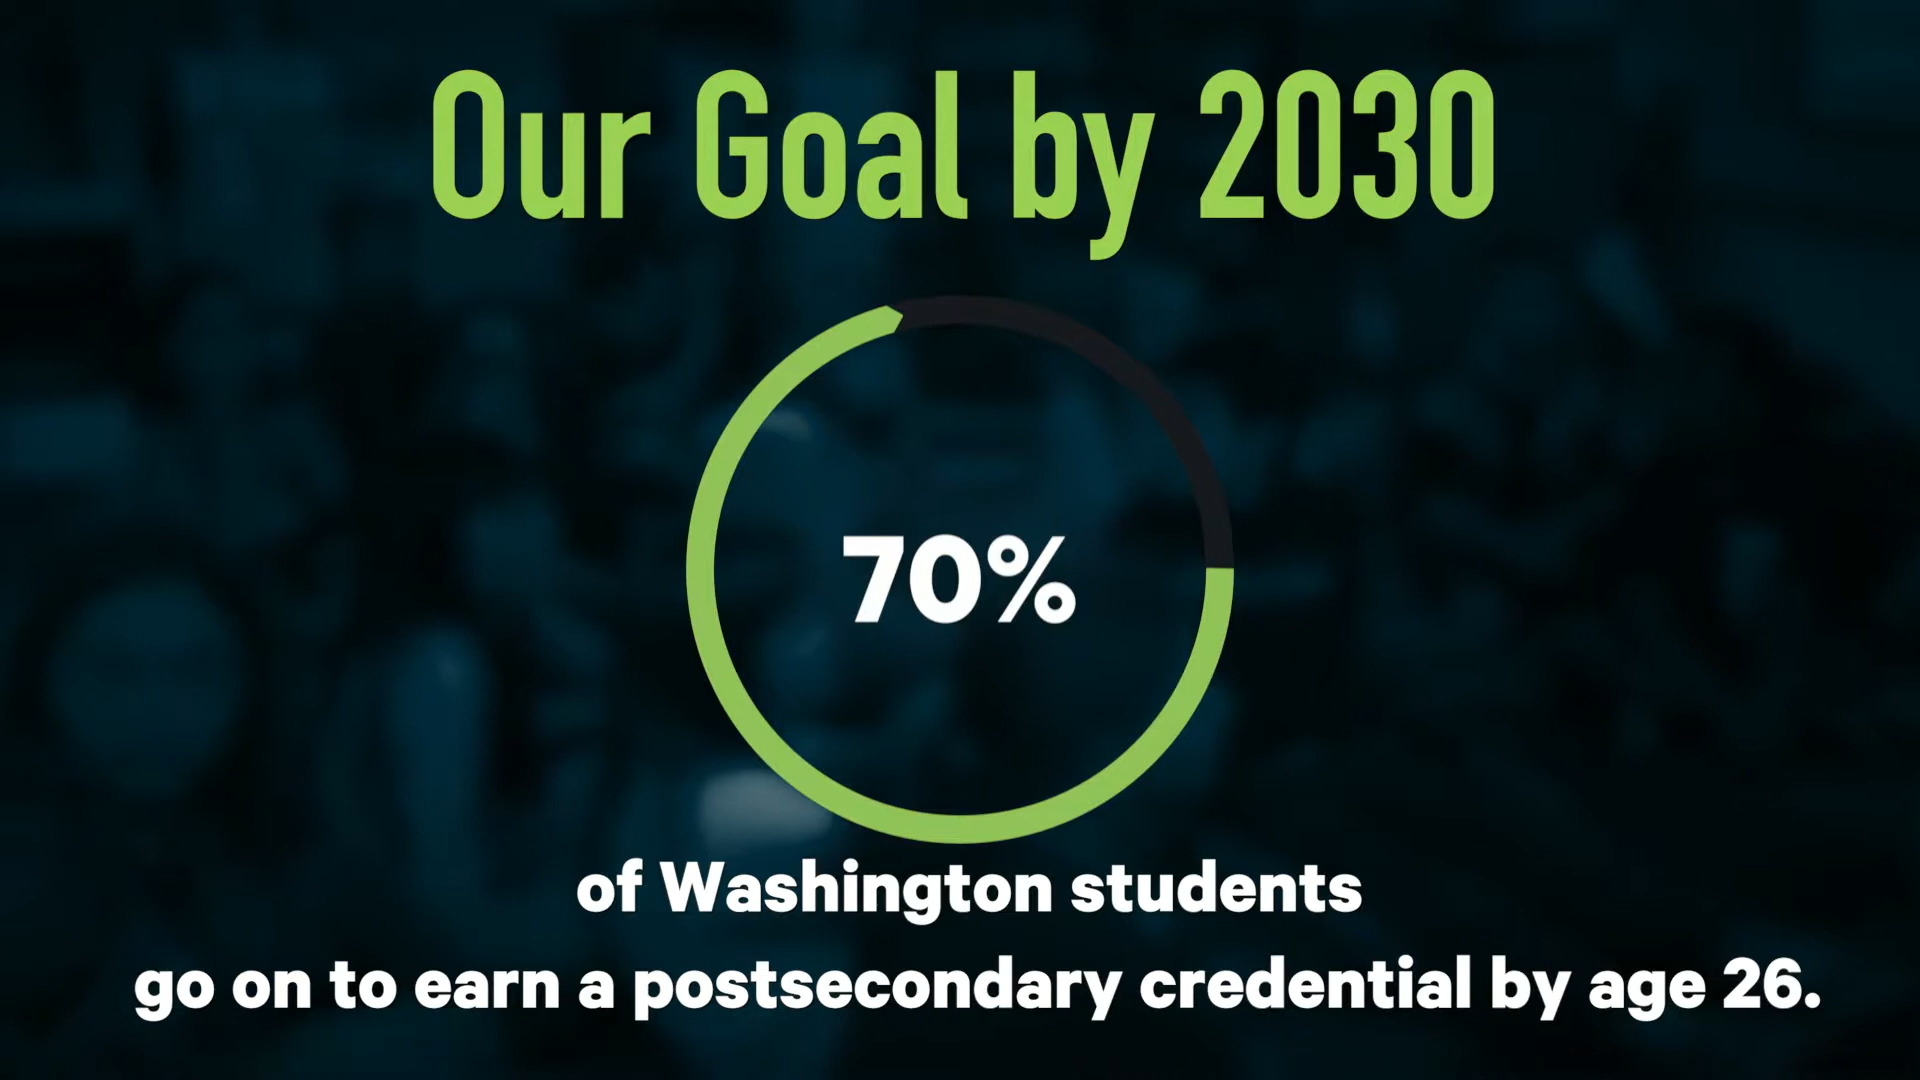 Our Goal by 2030
70%
of Washington students
go on to earn a postsecondary credential by age 26.